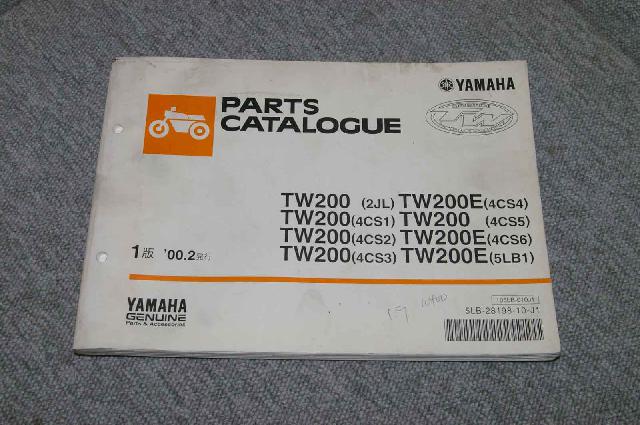 YAMAHA
PARTS
CATALOGUE
TW200 (2JL) TW200E(4CS4)
TW200(4CS1) TW200 (4CS5)
TW200(4CS2) TW200E(4CS6)
TW200(4CS3) TW200E(5LB1)
1版 '00.2発行
YAMAHA
GENUINE
Parts & Accessories
5LB-28198-10-J1